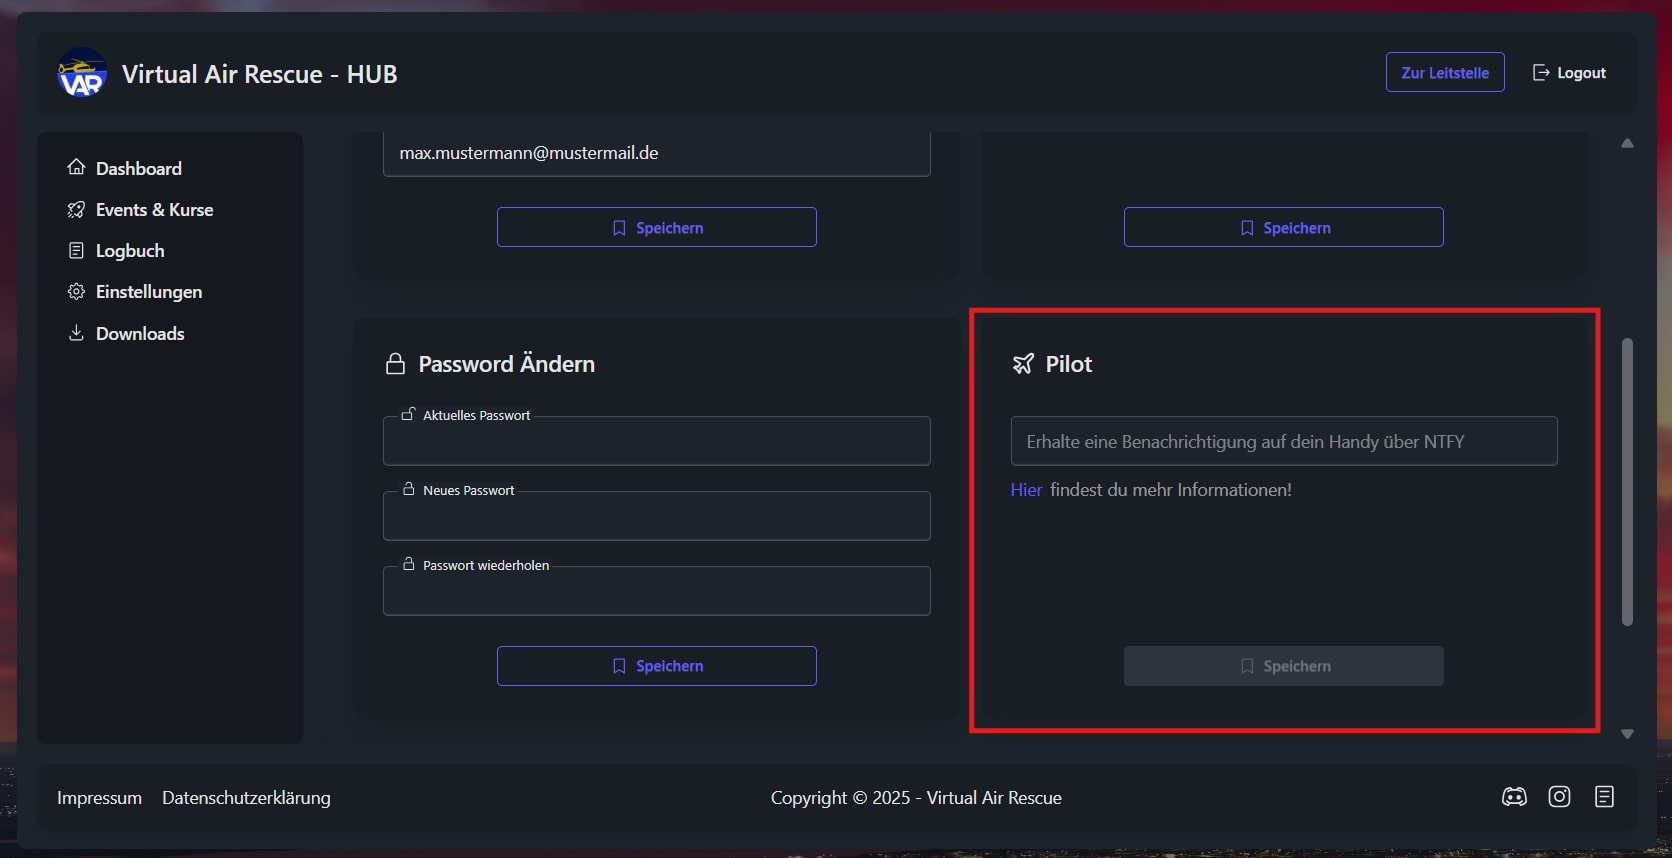 VAR
Virtual Air Rescue - HUB
Zur Leitstelle
Logout
Dashboard
Events & Kurse
Logbuch
Einstellungen
Downloads
max.mustermann@mustermail.de
Speichern
Speichern
Password Ändern
Aktuelles Passwort
Neues Passwort
Passwort wiederholen
Speichern
Pilot
Erhalte eine Benachrichtigung auf dein Handy über NTFY
Hier findest du mehr Informationen!
Speichern
Impressum
Datenschutzerklärung
Copyright © 2025 - Virtual Air Rescue